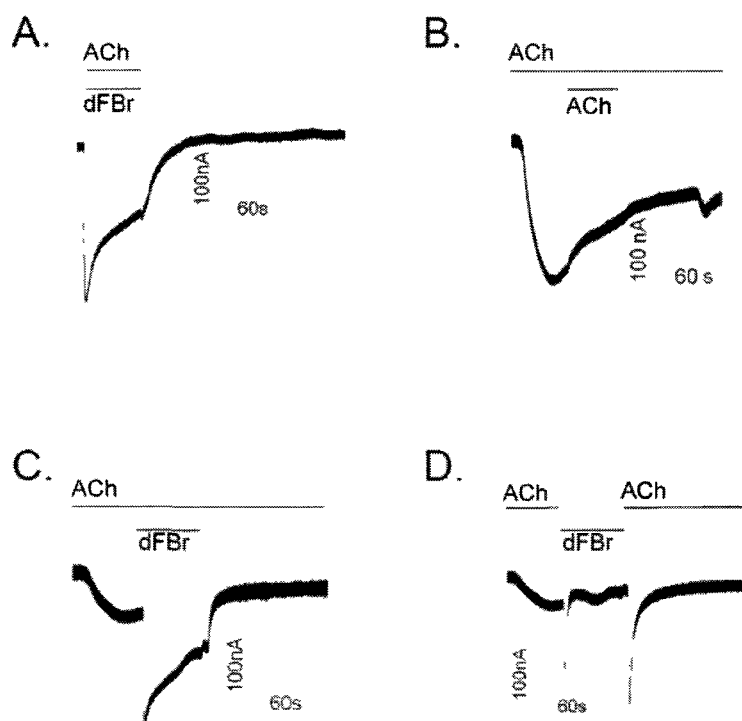 A.
ACh
dFBr
100nA
60s
B.
ACh
ACh
100 nA
60 s
C.
ACh
dFBr
100nA
60s
D.
ACh
ACh
dFBr
100nA
60s